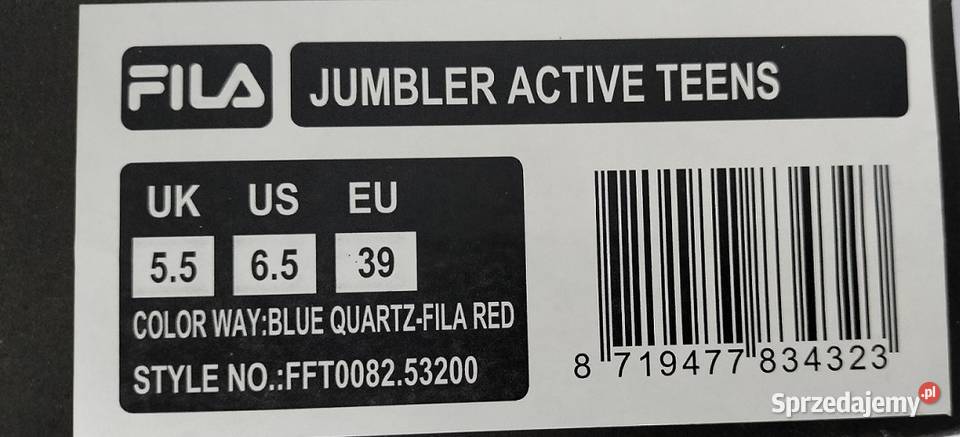 FILA
JUMBLER ACTIVE TEENS
UK US EU
5.5 6.5 39
COLOR WAY:BLUE QUARTZ-FILA RED
STYLE NO.:FFT0082.53200
8 719477 834323
Sprzedajemy.pl